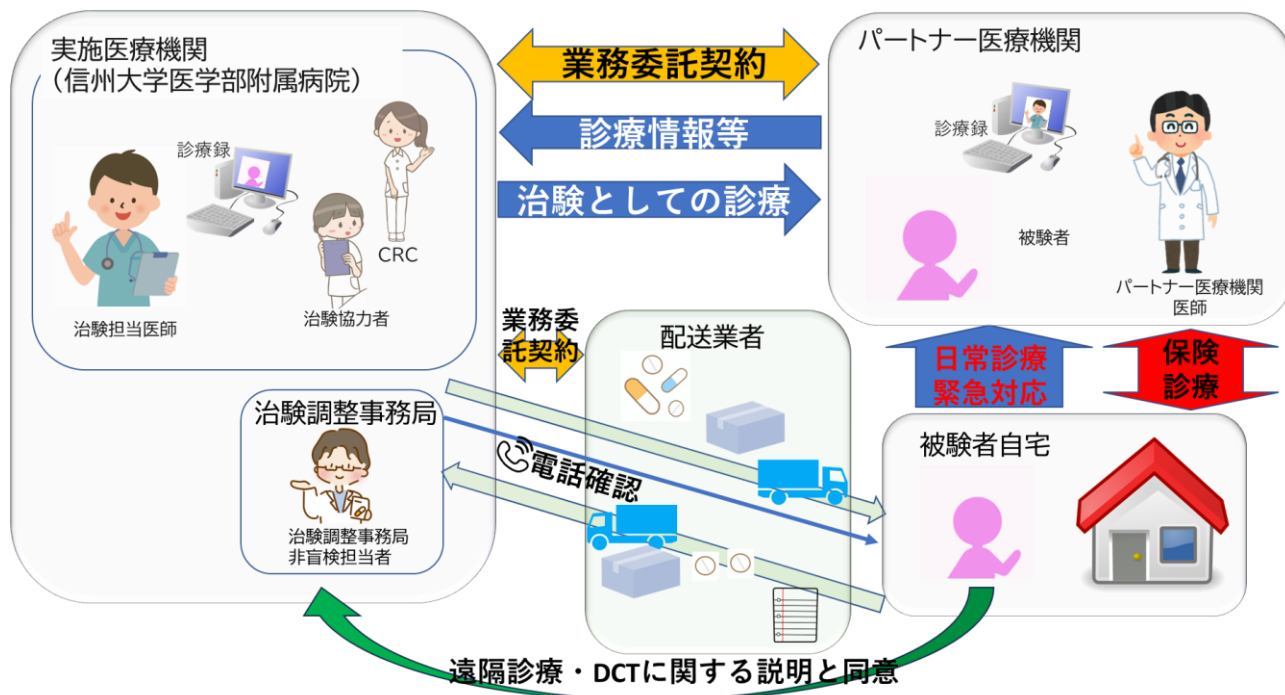 実施医療機関
（信州大学医学部附属病院）
診療録
CRC
治験担当医師
治験協力者
業務委託契約
診療情報等
治験としての診療
パートナー医療機関
診療録
被験者
パートナー医療機関
医師
業務委
託契約
配送業者
日常診療
緊急対応
保険
診療
治験調整事務局
治験調整事務局
非盲検担当者
電話確認
被験者自宅
遠隔診療・DCTに関する説明と同意